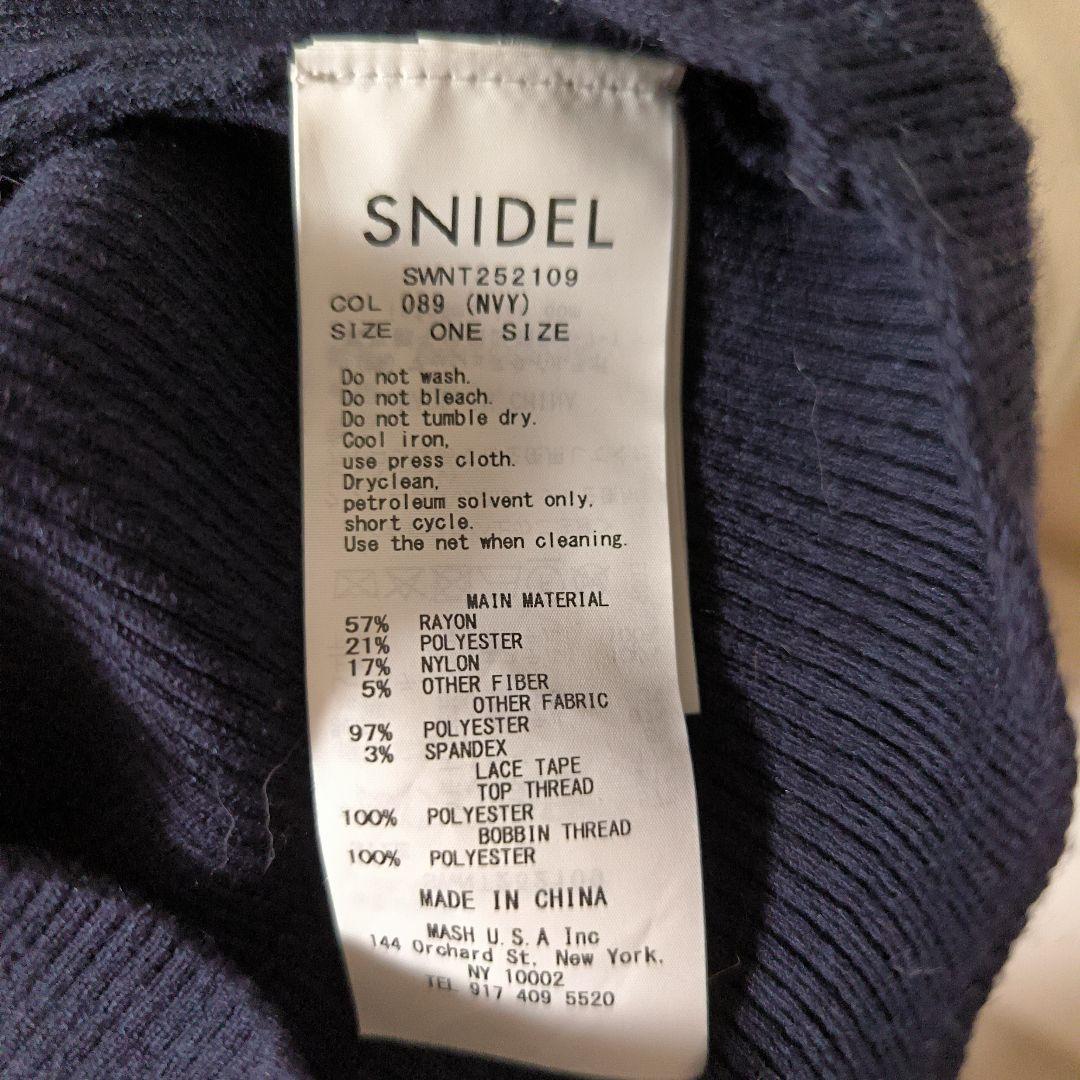 SNIDEL
SWNT252109
COL 089 (NVY)
SIZE ONE SIZE
Do not wash.
Do not bleach.
Do not tumble dry.
Cool iron,
use press cloth.
Dryclean,
petroleum solvent only,
short cycle.
Use the net when cleaning.
MAIN MATERIAL
57% RAYON
21% POLYESTER
17% NYLON
5% OTHER FIBER
OTHER FABRIC
97% POLYESTER
3% SPANDEX
LACE TAPE
TOP THREAD
100% POLYESTER
BOBBIN THREAD
100% POLYESTER
MADE IN CHINA
MASH U.S.A Inc
144 Orchard St, New York,
NY 10002
TEL 917 409 5520